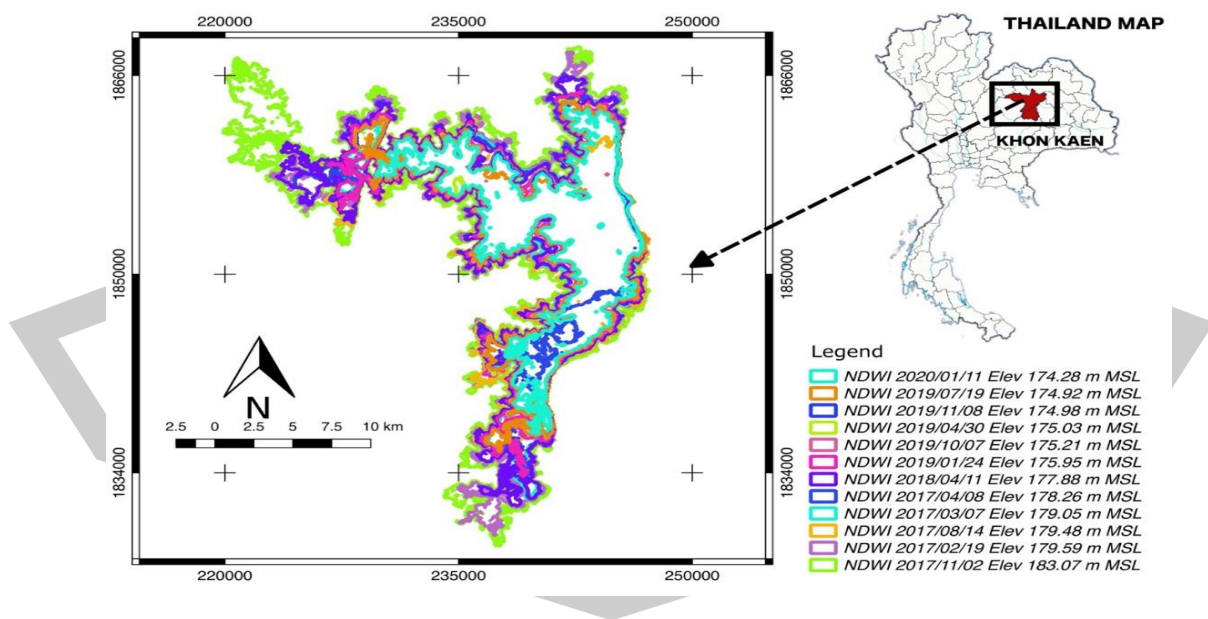 220000 235000 250000
THAILAND MAP
KHON KAEN
1866000 1866000
1850000 1850000
1834000 1834000
N
2.5 0 2.5 5 7.5 10 km
220000 235000 250000
Legend
NDWI 2020/01/11 Elev 174.28 m MSL
NDWI 2019/07/19 Elev 174.92 m MSL
NDWI 2019/11/08 Elev 174.98 m MSL
NDWI 2019/04/30 Elev 175.03 m MSL
NDWI 2019/10/07 Elev 175.21 m MSL
NDWI 2019/01/24 Elev 175.95 m MSL
NDWI 2018/04/11 Elev 177.88 m MSL
NDWI 2017/04/08 Elev 178.26 m MSL
NDWI 2017/03/07 Elev 179.05 m MSL
NDWI 2017/08/14 Elev 179.48 m MSL
NDWI 2017/02/19 Elev 179.59 m MSL
NDWI 2017/11/02 Elev 183.07 m MSL